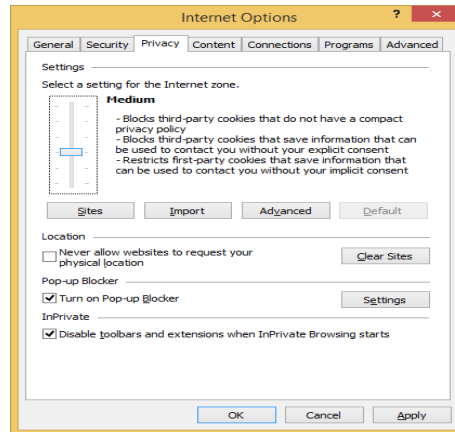 Internet Options
? ×
General Security Privacy Content Connections Programs Advanced
Settings
Select a setting for the Internet zone.
Medium
- Blocks third-party cookies that do not have a compact
privacy policy
- Blocks third-party cookies that save information that can
be used to contact you without your explicit consent
- Restricts first-party cookies that save information that
can be used to contact you without your implicit consent
Sites Import Advanced Default
Location
Never allow websites to request your
physical location
Clear Sites
Pop-up Blocker
Turn on Pop-up Blocker
Settings
InPrivate
Disable toolbars and extensions when InPrivate Browsing starts
OK Cancel Apply